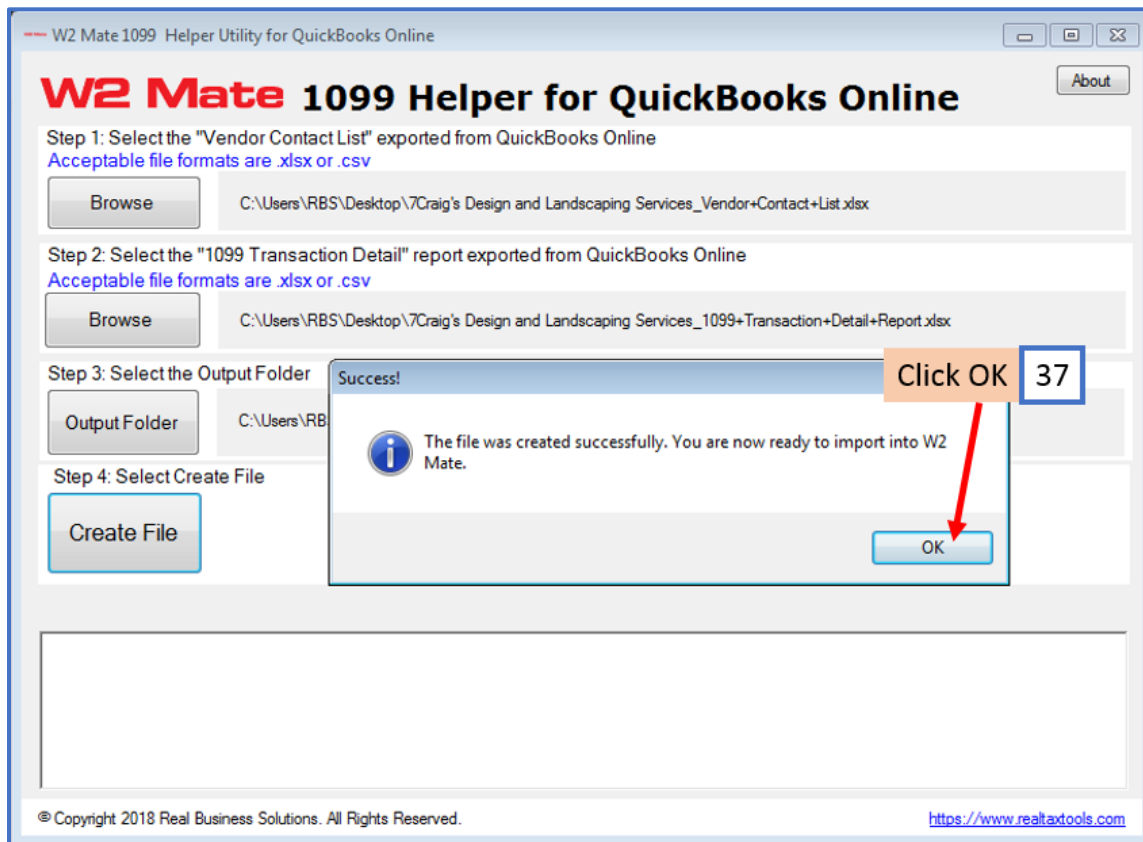 W2 Mate 1099 Helper Utility for QuickBooks Online
W2 Mate 1099 Helper for QuickBooks Online
About
Step 1: Select the "Vendor Contact List" exported from QuickBooks Online
Acceptable file formats are .xlsx or .csv
Browse
C:\Users\RBS\Desktop\7Craig's Design and Landscaping Services_Vendor+Contact+List.xlsx
Step 2: Select the "1099 Transaction Detail" report exported from QuickBooks Online
Acceptable file formats are .xlsx or .csv
Browse
C:\Users\RBS\Desktop\7Craig's Design and Landscaping Services_1099+Transaction+Detail+Report.xlsx
Step 3: Select the Output Folder
Output Folder
C:\Users\RB
Success!
Click OK 37
The file was created successfully. You are now ready to import into W2
Mate.
OK
Step 4: Select Create File
Create File
© Copyright 2018 Real Business Solutions. All Rights Reserved.
https://www.realtaxtools.com